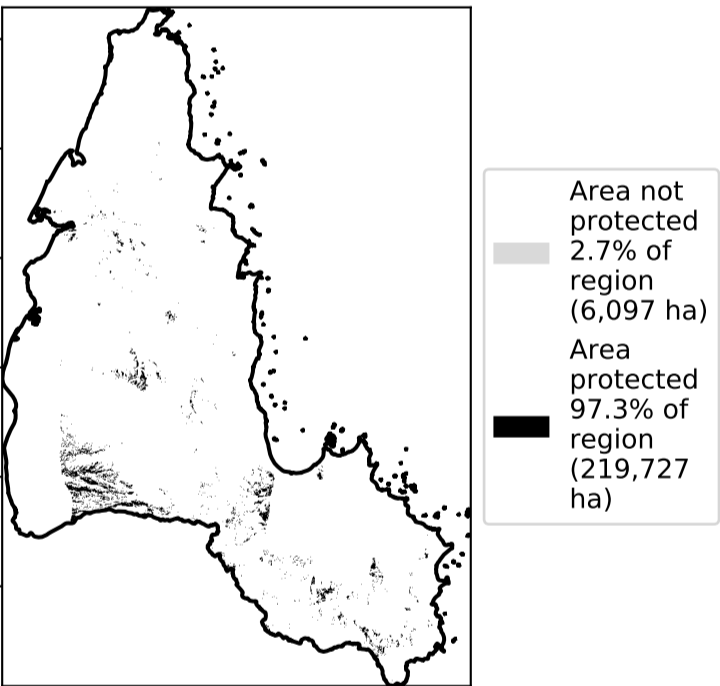 Area not
protected
2.7% of
region
(6,097 ha)
Area
protected
97.3% of
region
(219,727
ha)